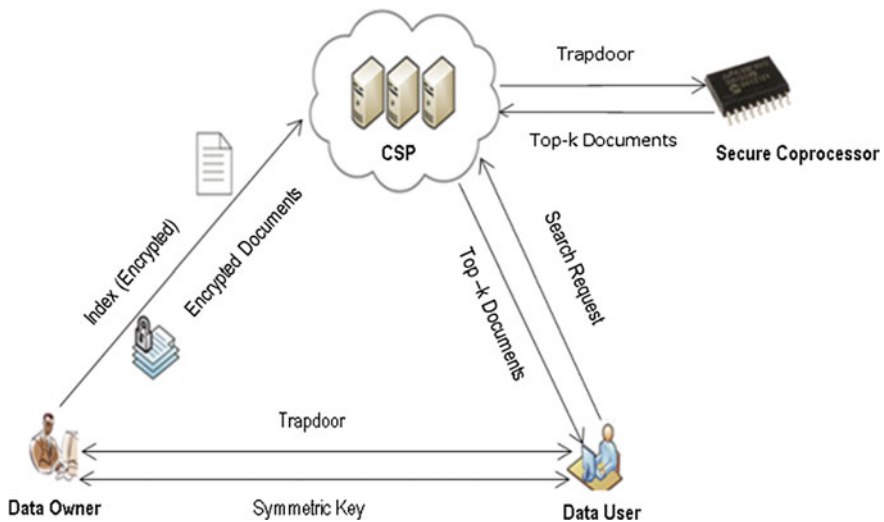 Trapdoor
CSP
Top-k Documents
Secure Coprocessor
Index (Encrypted)
Encrypted Documents
Top –k Documents
Search Request
Trapdoor
Data Owner
Symmetric Key
Data User